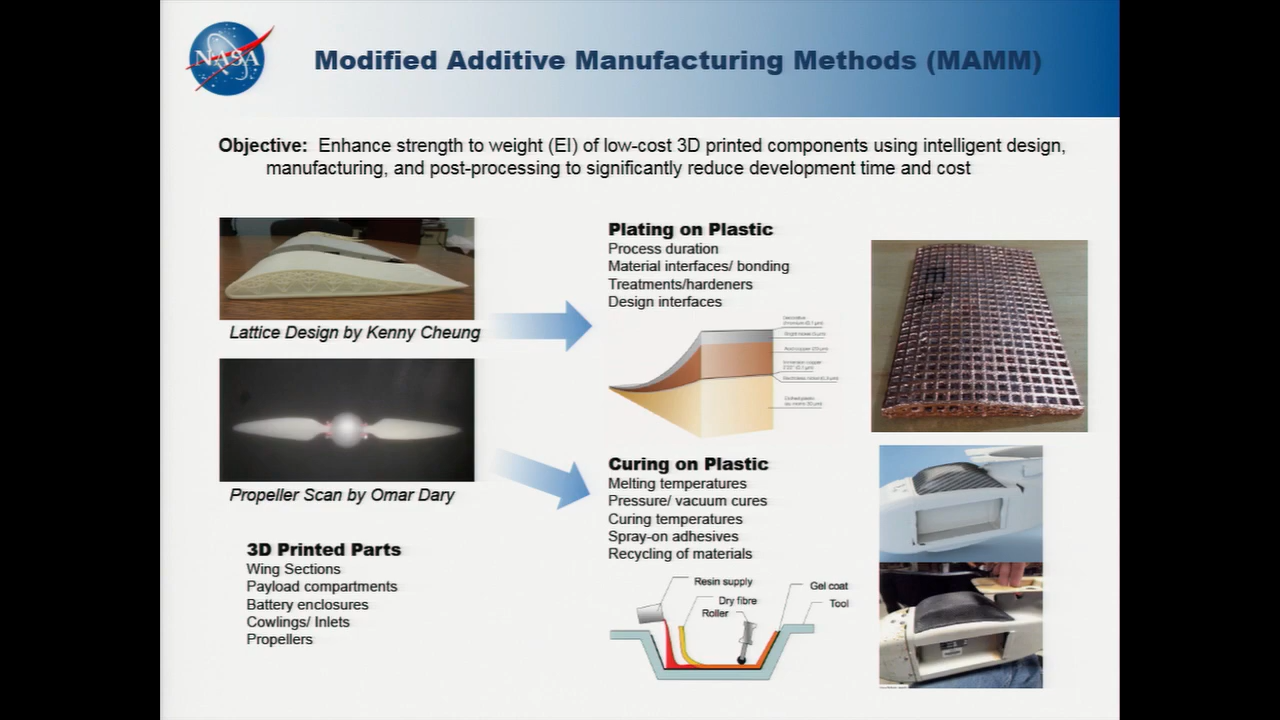 NASA
Modified Additive Manufacturing Methods (MAMM)
Objective: Enhance strength to weight (EI) of low-cost 3D printed components using intelligent design,
manufacturing, and post-processing to significantly reduce development time and cost
Lattice Design by Kenny Cheung
Propeller Scan by Omar Dary
3D Printed Parts
Wing Sections
Payload compartments
Battery enclosures
Cowlings/ Inlets
Propellers
Plating on Plastic
Process duration
Material interfaces/ bonding
Treatments/hardeners
Design interfaces
Curing on Plastic
Melting temperatures
Pressure/ vacuum cures
Curing temperatures
Spray-on adhesives
Recycling of materials
Resin supply
Dry fibre
Roller
Gel coat
Tool